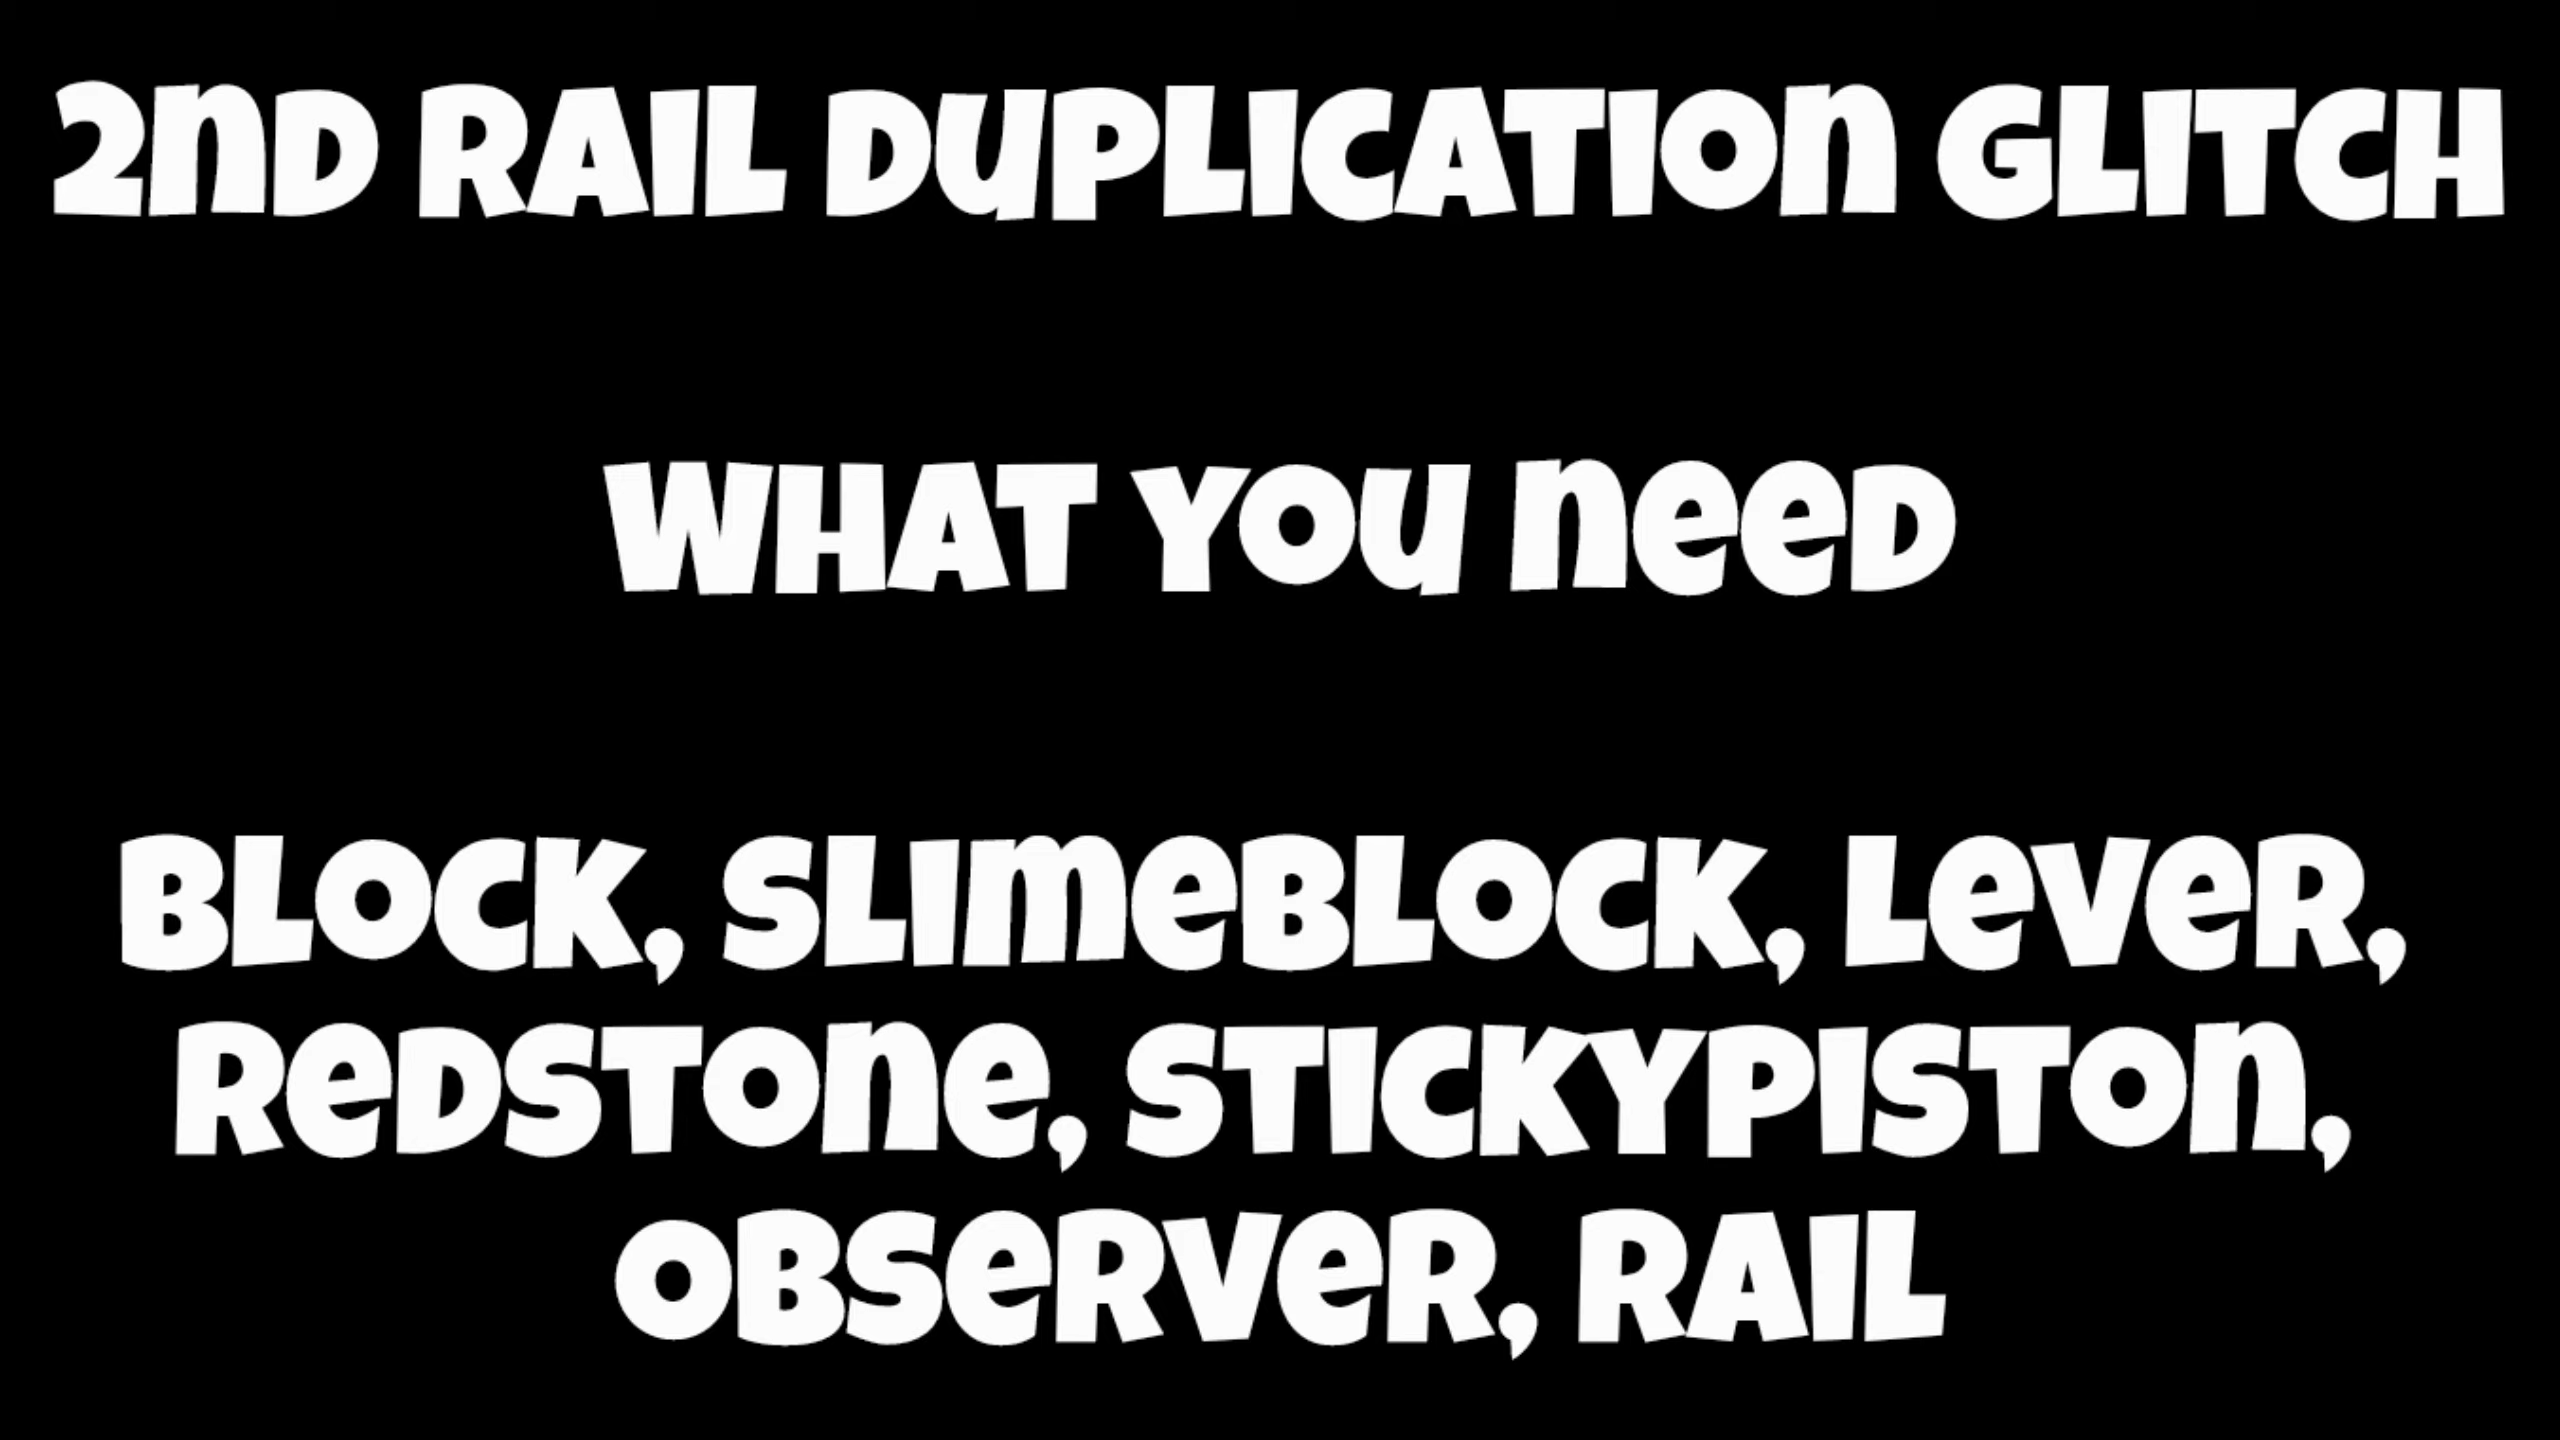 2nd Rail Duplication Glitch
What you need
Block, Slimeblock, Lever,
Redstone, Stickypiston,
Observer, Rail